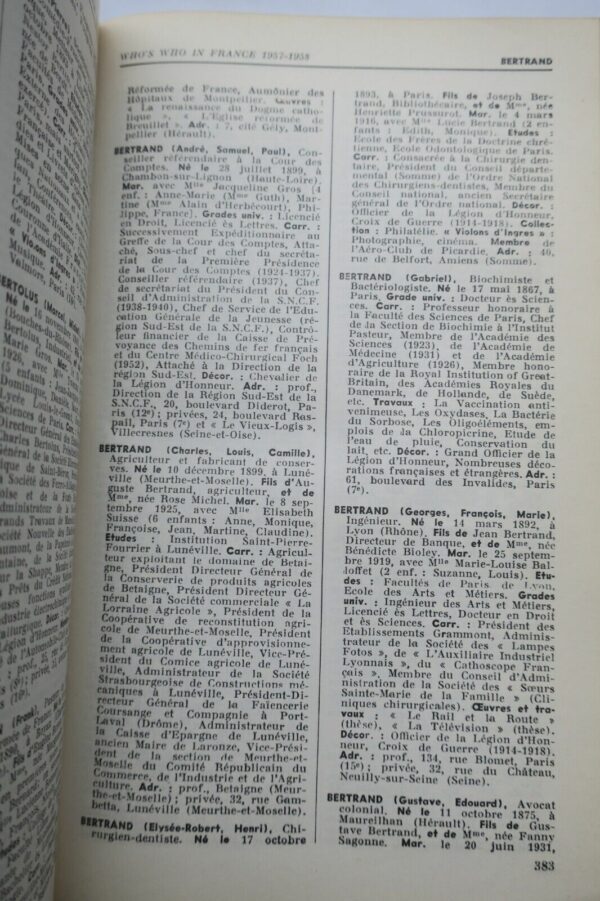 WHO'S WHO IN FRANCE 1957-1958
BERTRAND
Réformée de France, Aumônier des
Hôpitaux de Montpellier. Œuvres :
« La renaissance du Dogme catho-
lique », « L'Eglise réformée de
Breuillet ». Adr. : 7, cité Gély, Mont-
pellier (Hérault).
BERTRAND (André, Samuel, Paul), Con-
seiller référendaire à la Cour des
Comptes. Né le 28 juillet 1899, à
Chambon-sur-Lignon (Haute-Loire).
Mar. avec Mlle Jacqueline Gros (4
enf. : Anne-Marie (Mme Guth), Mar-
tine (Mme Alain d'Herbécourt), Phi-
lippe, France). Grades univ. : Licencié
en Droit, Licencié ès Lettres. Carr. :
Successivement Expéditionnaire au
Greffe de la Cour des Comptes, Atta-
ché, Sous-chef et chef du secréta-
riat de la Première Présidence
de la Cour des Comptes (1924-1937).
Conseiller référendaire (1937), Chef
de secrétariat du Président du Con-
seil d'Administration de la S.N.C.F.
(1938-1940), Chef de Service de l'Edu-
cation Générale de la Jeunesse (ré-
gion Sud-Est de la S.N.C.F.), Contrô-
leur financier de la Caisse de Pré-
voyance des Chemins de fer français
et du Centre Médico-Chirurgical Foch
(1952), Attaché à la Direction de la
région Sud-Est. Décor. : Chevalier de
la Légion d'Honneur. Adr. : prof.,
Direction de la Région Sud-Est de la
S.N.C.F., 20, boulevard Diderot, Pa-
ris (12e) ; privées, 24, boulevard Ras-
pail, Paris (7e) et « Le Vieux-Logis »,
Villecresnes (Seine-et-Oise).
BERTRAND (Charles, Louis, Camille),
Agriculteur et fabricant de conser-
ves. Né le 10 décembre 1899, à Luné-
ville (Meurthe-et-Moselle). Fils d'Au-
guste Bertrand, agriculteur, et de
Mme, née Rose Michel. Mar. le 8 sep-
tembre 1925, avec Mlle Elisabeth
Suisse (6 enfants : Anne, Monique,
Françoise, Jean, Martine, Claudine).
Etudes : Institution Saint-Pierre-
Fourrier à Lunéville. Carr. : Agricul-
teur exploitant le domaine de Betai-
gne, Président Directeur Général de
la Conserverie de produits agricoles
de Betaigne, Président Directeur Gé-
néral de la Société commerciale « La
Lorraine Agricole », Président de la
Coopérative de reconstitution agri-
cole de Meurthe-et-Moselle, Président
de la Coopérative d'approvisionne-
ment agricole de Lunéville, Vice-Pré-
sident du Comice agricole de Luné-
ville, Administrateur de la Société
Strasbourgeoise de Constructions mé-
caniques à Lunéville, Président-Di-
recteur Général de la Faïencerie
Coursange et Compagnie à Port-
Laval (Drôme), Administrateur de
la Caisse d'Epargne de Lunéville,
ancien Maire de Laronze, Vice-Prési-
dent de la section de Meurthe-et-
Moselle du Comité Républicain du
Commerce, de l'Industrie et de l'Agri-
culture. Adr. : prof., Betaigne (Meur-
the-et-Moselle) ; privée, 32, rue Gam-
betta, Lunéville (Meurthe-et-Moselle).
BERTRAND (Elysée-Robert, Henri), Chi-
rurgien-dentiste. Né le 17 octobre
1893, à Paris. Fils de Joseph Ber-
trand, Bibliothécaire, et de Mme, née
Henriette Prussurot. Mar. le 4 mars
1916, avec Mlle Lucie Bertrand (2 en-
fants : Edith, Monique). Etudes :
Ecole des Frères de la Doctrine chré-
tienne, Ecole Odontologique de Paris.
Carr. : Consacrée à la Chirurgie den-
taire, Président du Conseil départe-
mental (Somme) de l'Ordre National
des Chirurgiens-dentistes, Membre du
Conseil national, ancien Secrétaire
général de l'Ordre national. Décor. :
Officier de la Légion d'Honneur,
Croix de Guerre (1914-1918). Collec-
tion : Philatélie. « Violons d'Ingres » :
Photographie, cinéma. Membre de
l'Aéro-Club de Picardie. Adr. : 40,
rue de Belfort, Amiens (Somme).
BERTRAND (Gabriel), Biochimiste et
Bactériologiste. Né le 17 mai 1867, à
Paris. Grade univ. : Docteur ès Scien-
ces. Carr. : Professeur honoraire à
la Faculté des Sciences de Paris, Chef
de la Section de Biochimie à l'Institut
Pasteur, Membre de l'Académie des
Sciences (1923), de l'Académie de
Médecine (1931) et de l'Académie
d'Agriculture (1926), Membre hono-
raire de la Royal Institution of Great-
Britain, des Académies Royales du
Danemark, de Hollande, de Suède,
etc. Travaux : La Vaccination anti-
venimeuse, Les Oxydases, La Bactérie
du Sorbose, Les Oligoéléments, em-
plois de la Chloropicrine, Etude de
l'eau de pluie, Conservation du
lait, etc. Décor. : Grand Officier de la
Légion d'Honneur, Nombreuses déco-
rations françaises et étrangères. Adr. :
61, boulevard des Invalides, Paris
(7e).
BERTRAND (Georges, François, Marie),
Ingénieur. Né le 14 mars 1892, à
Lyon (Rhône). Fils de Jean Bertrand,
Directeur de Banque, et de Mme, née
Bénédicte Bioley. Mar. le 25 septem-
bre 1919, avec Mlle Marie-Louise Bal-
doffet (2 enf. : Suzanne, Louis). Etu-
des : Facultés de Paris, de Lyon,
Ecole des Arts et Métiers. Grades
univ. : Ingénieur des Arts et Métiers,
Licencié ès Lettres, Docteur en Droit
et ès Sciences. Carr. : Président des
Etablissements Grammont, Adminis-
trateur de la Société des « Lampes
Fotos », de « L'Auxiliaire Industriel
Lyonnais », du « Cathoscope Fran-
çais », Membre du Conseil d'Admi-
nistration de la Société des « Sœurs
Sainte-Marie de la Famille » (Cli-
niques chirurgicales). Œuvres et tra-
vaux : « Le Rail et la Route »
(thèse), « La Télévision » (thèse).
Décor. : Officier de la Légion d'Hon-
neur, Croix de Guerre (1914-1918).
Adr. : prof., 134, rue Blomet, Paris
(15e) ; privée, 32, rue du Château,
Neuilly-sur-Seine (Seine).
BERTRAND (Gustave, Edouard), Avocat
colonial. Né le 11 octobre 1875, à
Maureilhan (Hérault). Fils de Gus-
tave Bertrand, et de Mme, née Fanny
Sagonne. Mar. le 20 juin 1931,
383